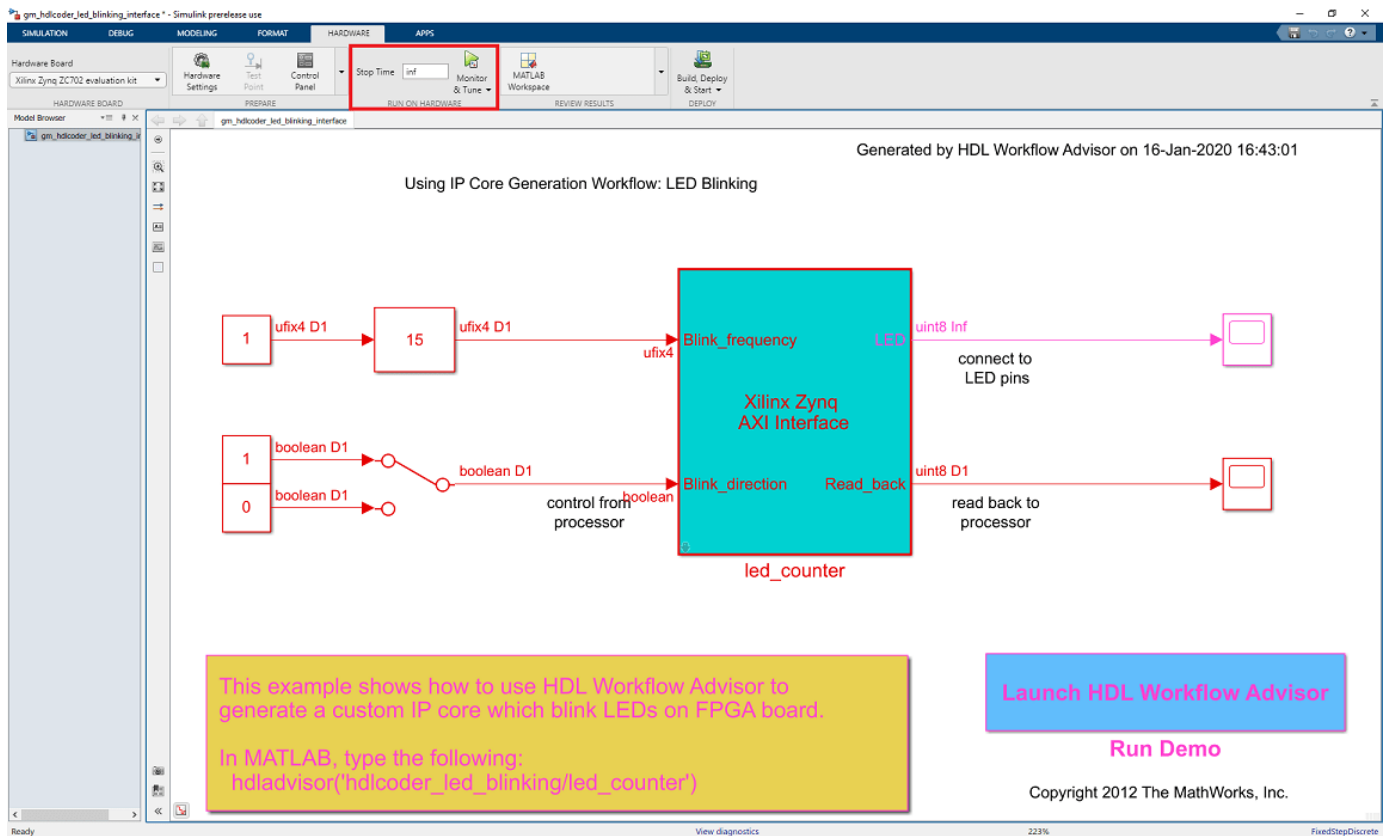 gm_hdlcoder_led_blinking_interface * - Simulink prerelease use
SIMULATION DEBUG MODELING FORMAT HARDWARE APPS
Hardware Board
Xilinx Zynq ZC702 evaluation kit
HARDWARE BOARD
Hardware
Settings
Test
Point
Control
Panel
PREPARE
Stop Time inf
Monitor
& Tune
RUN ON HARDWARE
MATLAB
Workspace
REVIEW RESULTS
Build, Deploy
& Start
DEPLOY
Model Browser
gm_hdlcoder_led_blinking_interface
gm_hdlcoder_led_blinking_i
Generated by HDL Workflow Advisor on 16-Jan-2020 16:43:01
Using IP Core Generation Workflow: LED Blinking
1
ufix4 D1
15
ufix4 D1
ufix4
Blink_frequency
LED
uint8 Inf
connect to
LED pins
Xilinx Zynq
AXI Interface
1
boolean D1
0
boolean D1
boolean D1
control from
processor
boolean
Blink_direction
Read_back
uint8 D1
read back to
processor
led_counter
This example shows how to use HDL Workflow Advisor to
generate a custom IP core which blink LEDs on FPGA board.
In MATLAB, type the following:
hdladvisor('hdlcoder_led_blinking/led_counter')
Launch HDL Workflow Advisor
Run Demo
Copyright 2012 The MathWorks, Inc.
Ready
View diagnostics
223%
FixedStepDiscrete